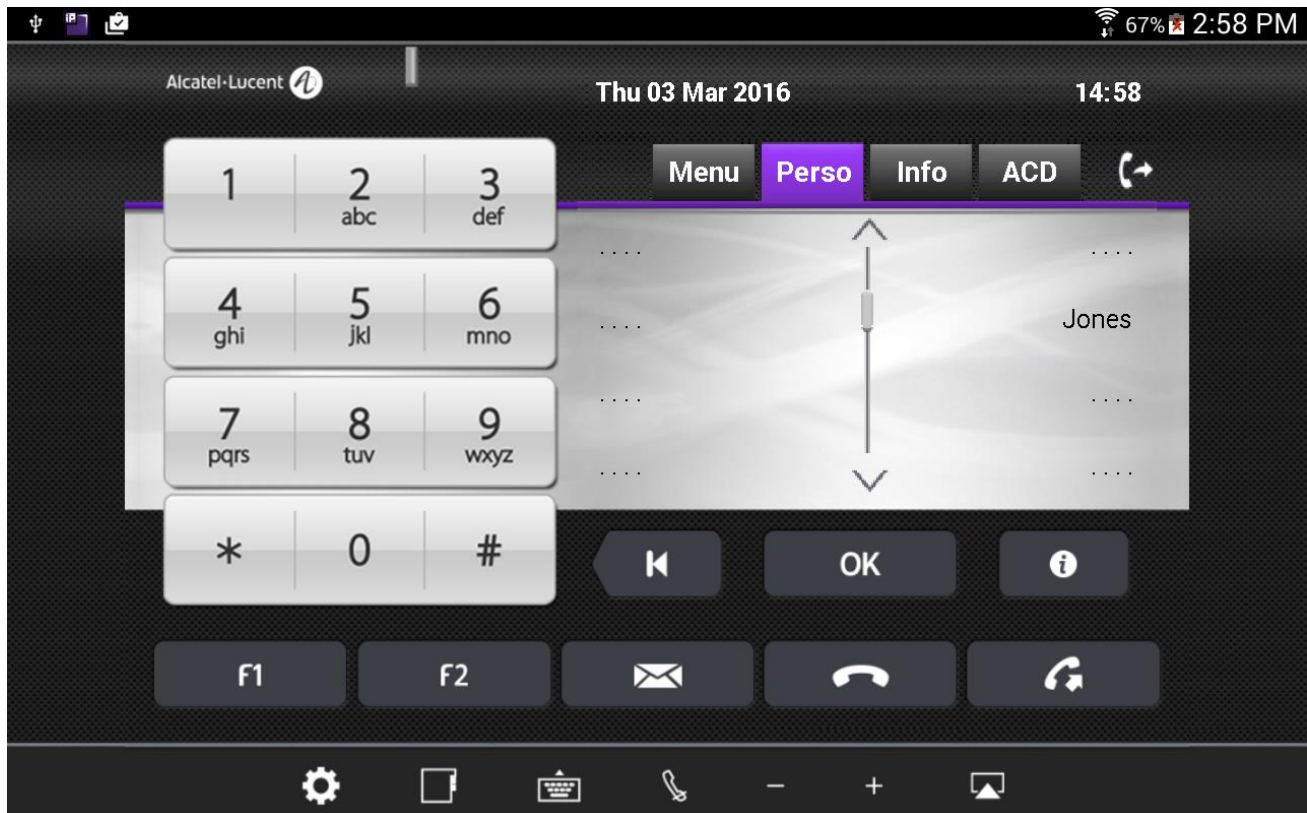 67% 2:58 PM
Alcatel·Lucent
Thu 03 Mar 2016 14:58
Menu Perso Info ACD
1 2 3
abc def
.... ....
4 5 6
ghi jkl mno
.... Jones
7 8 9
pqrs tuv wxyz
.... ....
.... ....
* 0 #
OK
F1 F2
- +